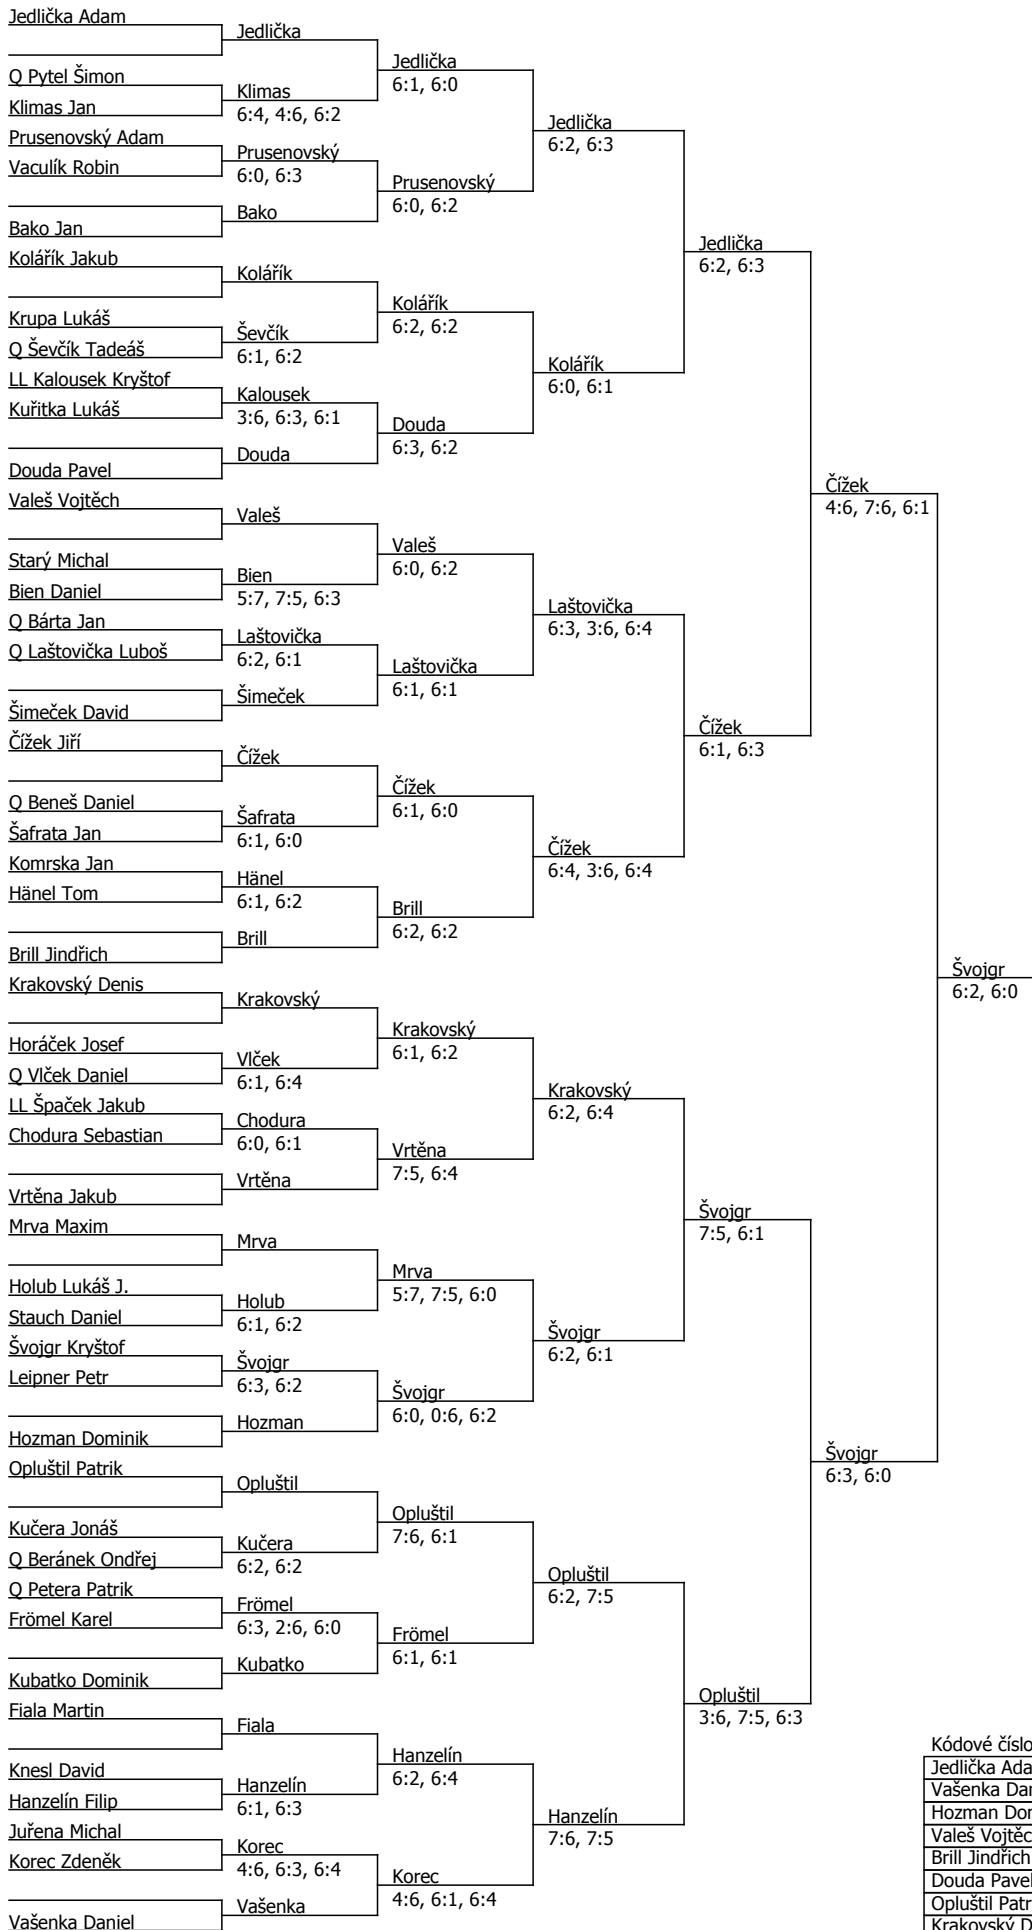 Jedlička Adam
Q Pytel Šimon
Klimas Jan
Prusenovský Adam
Vaculík Robin
Bako Jan
Kolářík Jakub
Krupa Lukáš
Q Ševčík Tadeáš
LL Kalousek Kryštof
Kuřitka Lukáš
Douda Pavel
Valeš Vojtěch
Starý Michal
Bien Daniel
Q Bárta Jan
Q Laštovička Luboš
Šimeček David
Čížek Jiří
Q Beneš Daniel
Šafrata Jan
Komrska Jan
Hänel Tom
Brill Jindřich
Krakovský Denis
Horáček Josef
Q Vlček Daniel
LL Špaček Jakub
Chodura Sebastian
Vrtěna Jakub
Mrva Maxim
Holub Lukáš J.
Stauch Daniel
Švojgr Kryštof
Leipner Petr
Hozman Dominik
Opluštil Patrik
Kučera Jonáš
Q Beránek Ondřej
Q Petera Patrik
Frömel Karel
Kubatko Dominik
Fiala Martin
Knesl David
Hanzelín Filip
Juřena Michal
Korec Zdeněk
Vašenka Daniel
Jedlička
Klimas
6:4, 4:6, 6:2
Prusenovský
6:0, 6:3
Bako
Kolářík
Ševčík
6:1, 6:2
Kalousek
3:6, 6:3, 6:1
Douda
Valeš
Bien
5:7, 7:5, 6:3
Laštovička
6:2, 6:1
Šimeček
Čížek
Šafrata
6:1, 6:0
Hänel
6:1, 6:2
Brill
Krakovský
Vlček
6:1, 6:4
Chodura
6:0, 6:1
Vrtěna
Mrva
Holub
6:1, 6:2
Švojgr
6:3, 6:2
Hozman
Opluštil
Kučera
6:2, 6:2
Frömel
6:3, 2:6, 6:0
Kubatko
Fiala
Hanzelín
6:1, 6:3
Korec
4:6, 6:3, 6:4
Vašenka
Jedlička
6:1, 6:0
Prusenovský
6:0, 6:2
Kolářík
6:2, 6:2
Douda
6:3, 6:2
Valeš
6:0, 6:2
Laštovička
6:1, 6:1
Čížek
6:1, 6:0
Brill
6:2, 6:2
Krakovský
6:1, 6:2
Vrtěna
7:5, 6:4
Mrva
5:7, 7:5, 6:0
Švojgr
6:0, 0:6, 6:2
Opluštil
7:6, 6:1
Frömel
6:1, 6:1
Hanzelín
6:2, 6:4
Korec
4:6, 6:1, 6:4
Jedlička
6:2, 6:3
Kolářík
6:0, 6:1
Laštovička
6:3, 3:6, 6:4
Čížek
6:4, 3:6, 6:4
Krakovský
6:2, 6:4
Švojgr
6:2, 6:1
Opluštil
6:2, 7:5
Hanzelín
7:6, 7:5
Jedlička
6:2, 6:3
Čížek
6:1, 6:3
Švojgr
7:5, 6:1
Opluštil
3:6, 7:5, 6:3
Čížek
4:6, 7:6, 6:1
Švojgr
6:3, 6:0
Švojgr
6:2, 6:0
Kódové číslo
Jedlička Ada
Vašenka Dan
Hozman Don
Valeš Vojtěc
Brill Jindřich
Douda Pavel
Opluštil Patr
Krakovský D